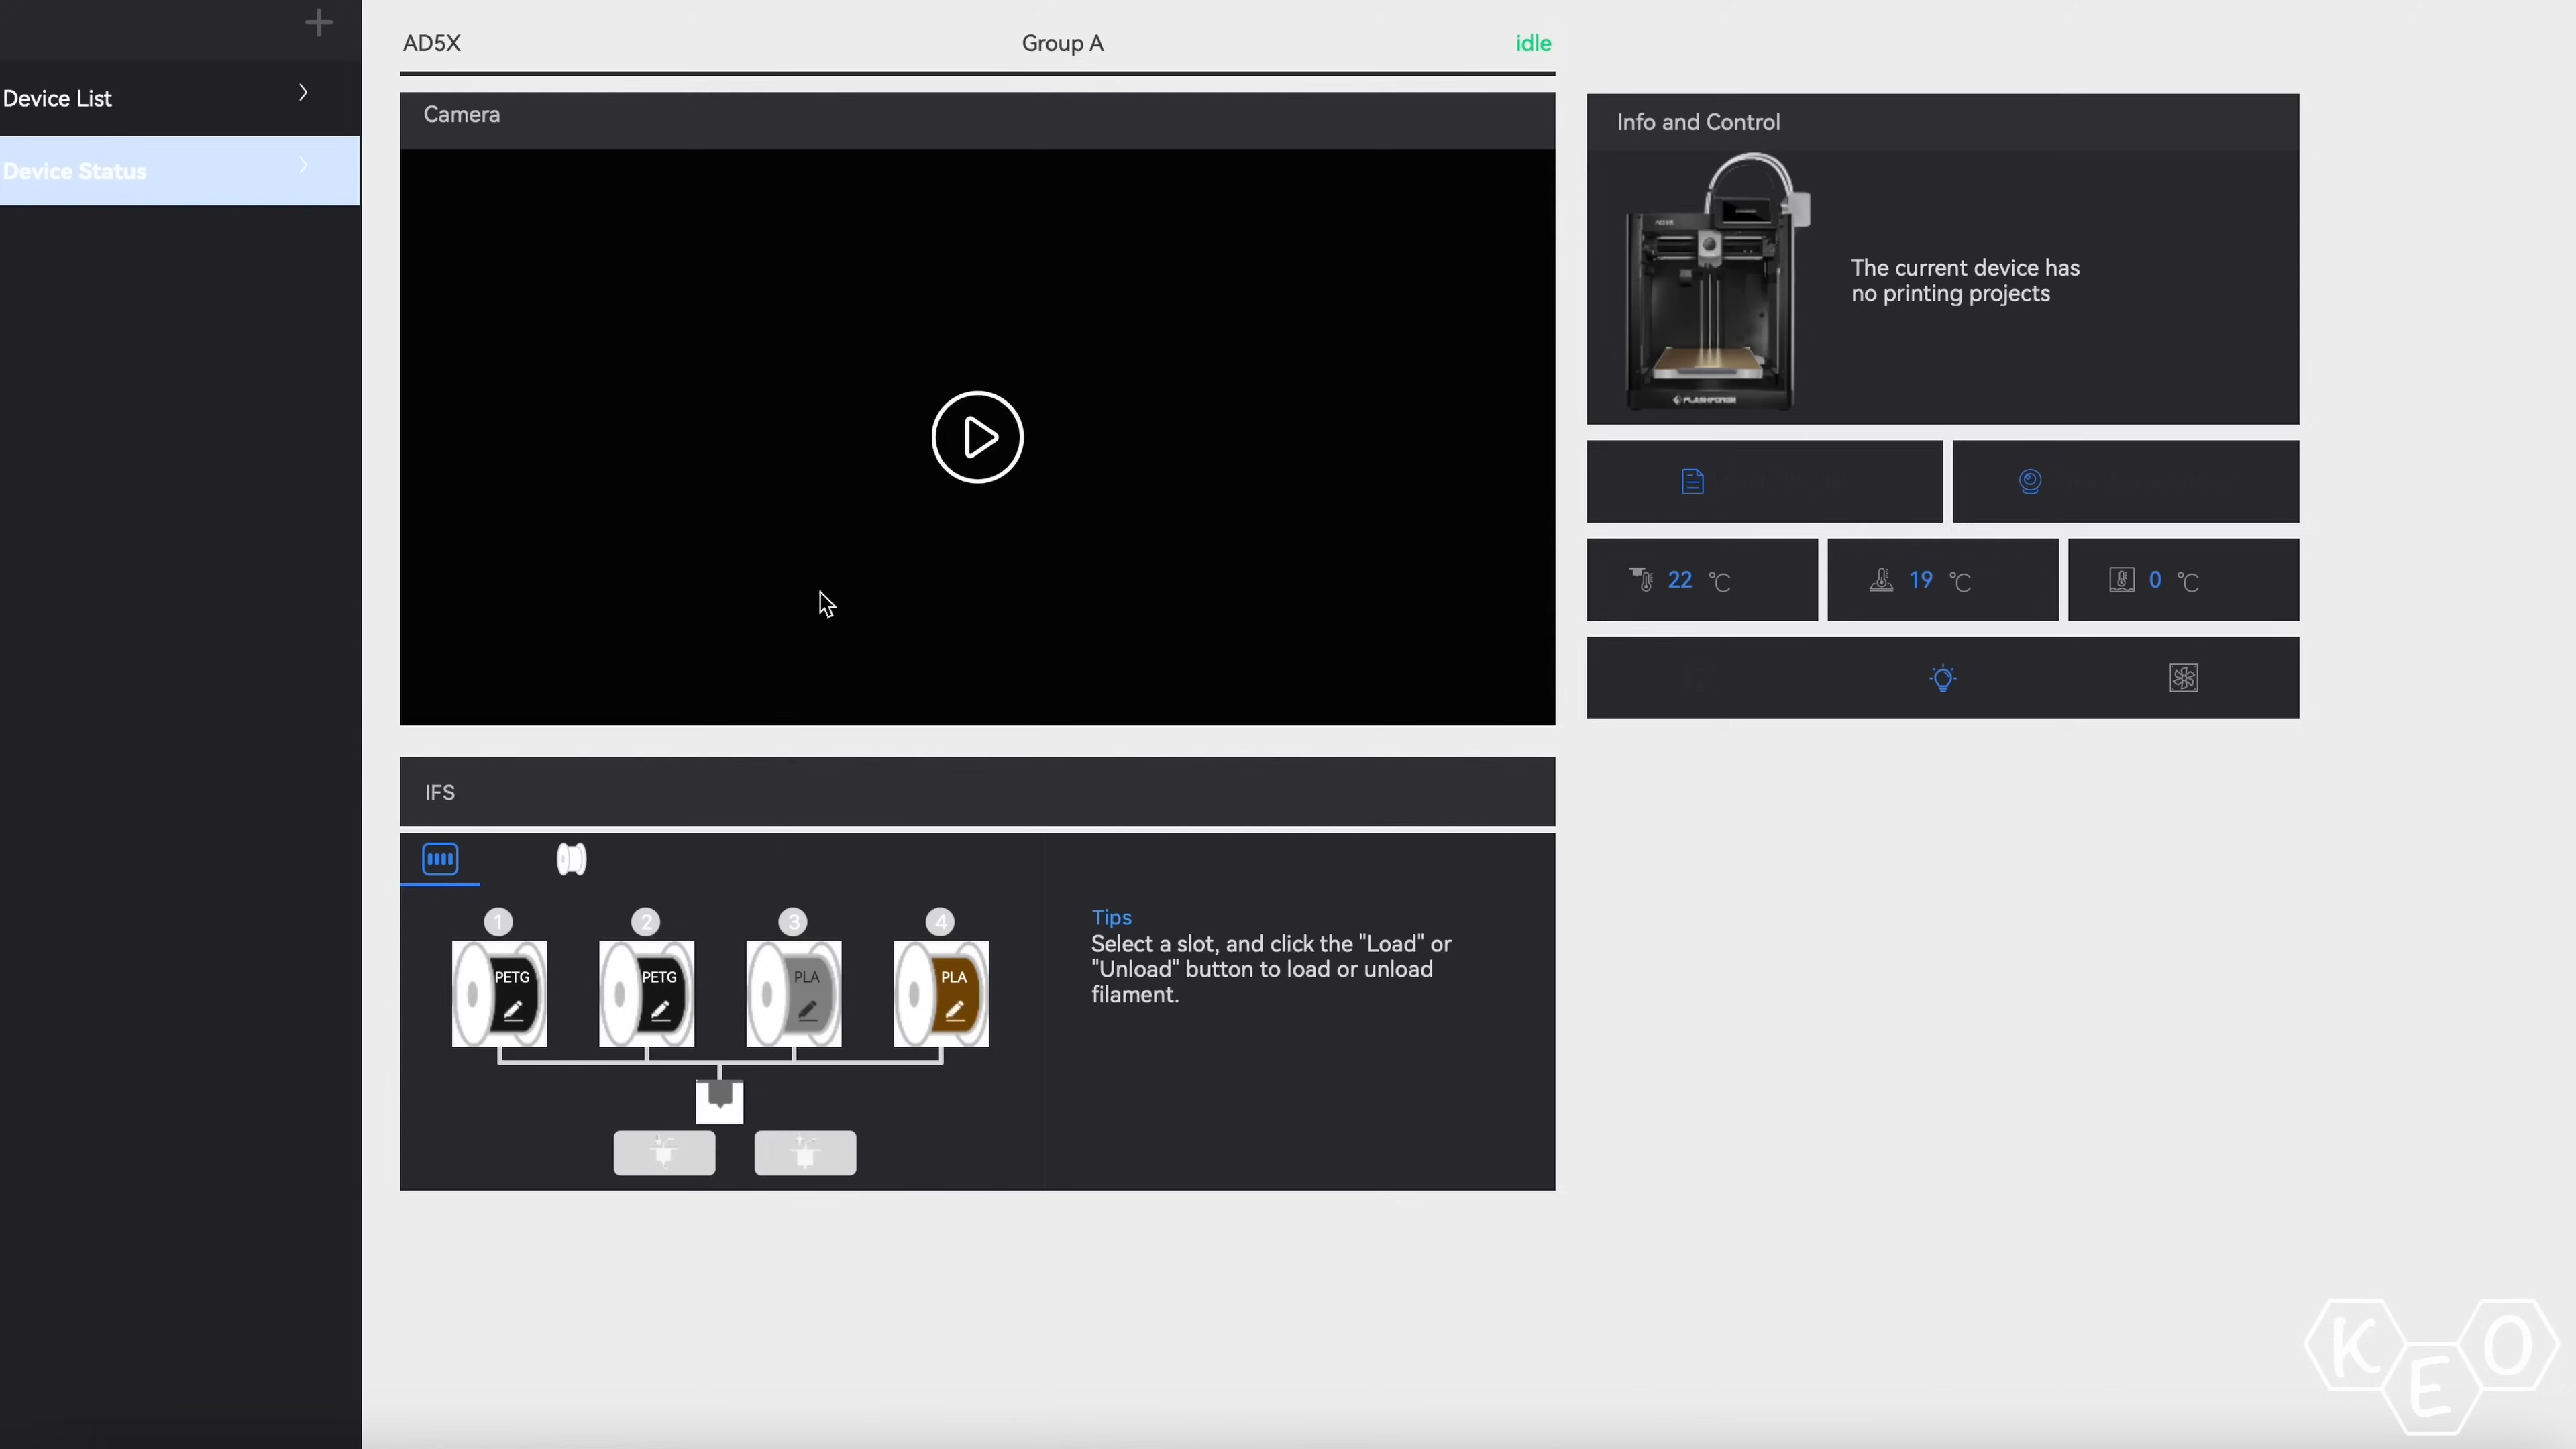 Device List
Device Status
AD5X
Group A
idle
Camera
Info and Control
AD5X
FLASHFORGE
The current device has
no printing projects
22 °C
19 °C
0 °C
IFS
1
2
3
4
PETG
PETG
PLA
PLA
Tips
Select a slot, and click the "Load" or
"Unload" button to load or unload
filament.
KEO